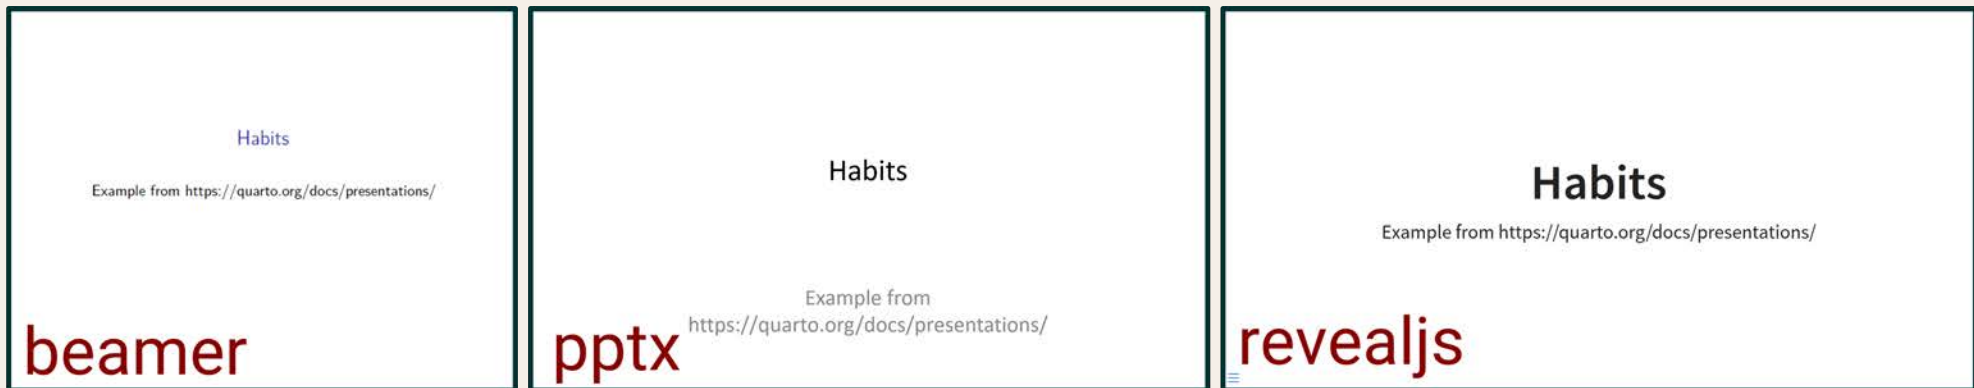 Habits
Example from https://quarto.org/docs/presentations/
beamer
Habits
Example from
https://quarto.org/docs/presentations/
pptx
Habits
Example from https://quarto.org/docs/presentations/
revealjs